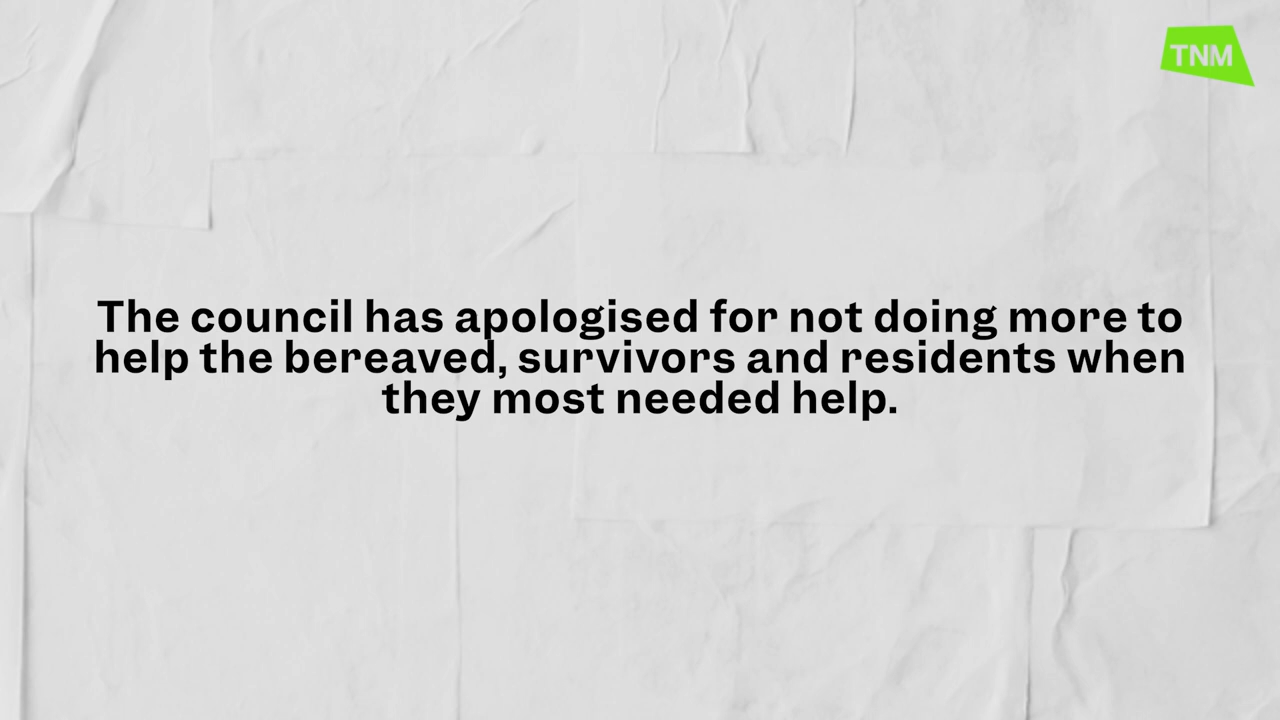 TNM
The council has apologised for not doing more to
help the bereaved, survivors and residents when
they most needed help.